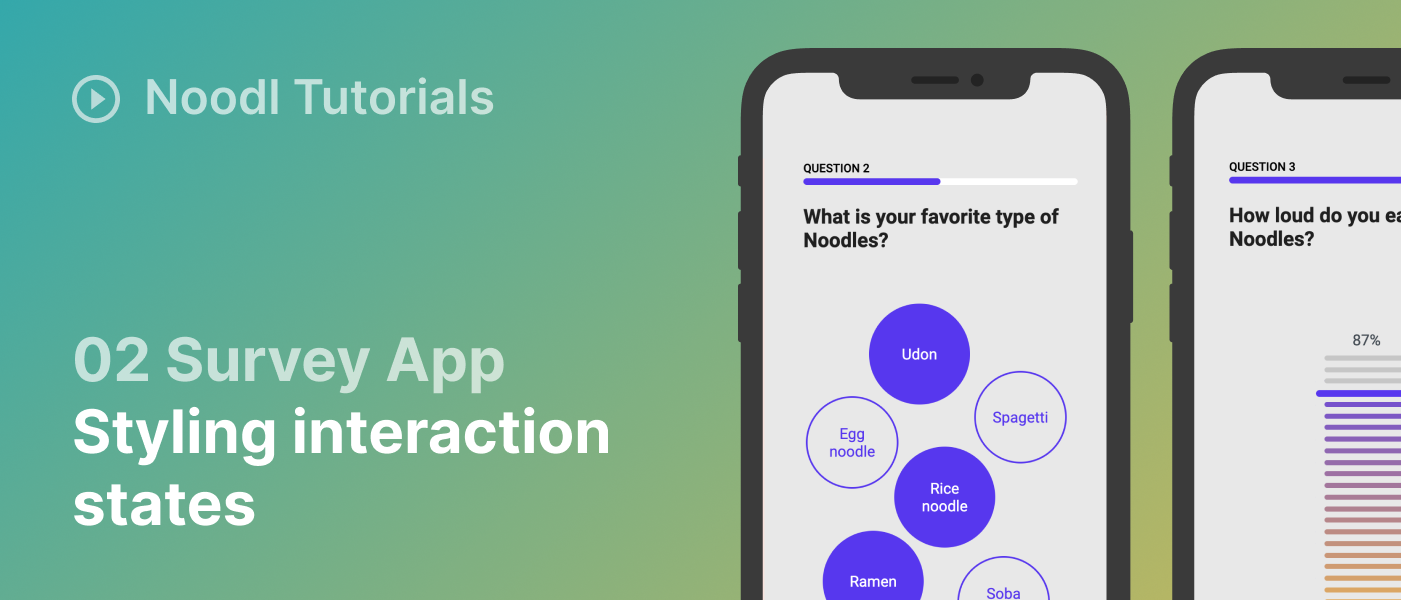 Noodl Tutorials
02 Survey App
Styling interaction
states
QUESTION 2
What is your favorite type of
Noodles?
Udon
Spagetti
Egg
noodle
Rice
noodle
Ramen
Soba
QUESTION 3
How loud do you ea
Noodles?
87%